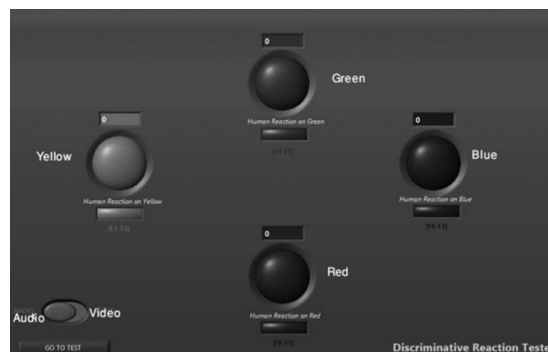 0
Green
Human Reaction on Green
0
Yellow
Human Reaction on Yellow
0
Blue
Human Reaction on Blue
0
Red
Human Reaction on Red
Audio
Video
GO TO TEST
Discriminative Reaction Teste